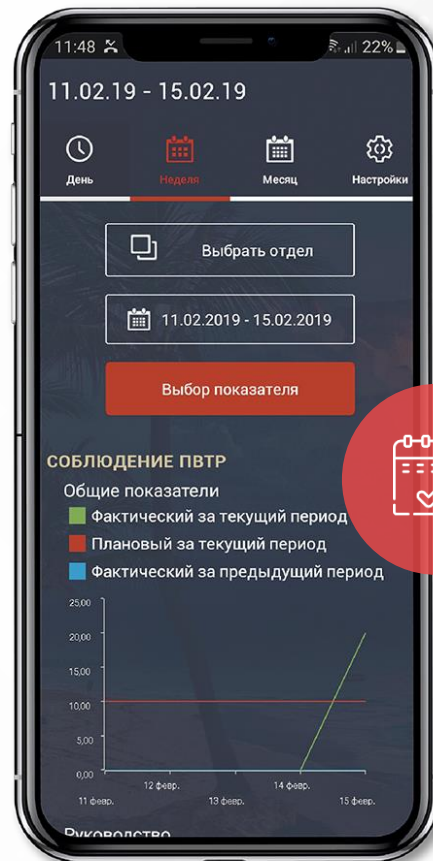 11:48 22%
11.02.19 - 15.02.19
День Неделя Месяц Настройки
Выбрать отдел
11.02.2019 - 15.02.2019
Выбор показателя
СОБЛЮДЕНИЕ ПВТР
Общие показатели
Фактический за текущий период
Плановый за текущий период
Фактический за предыдущий период
25,00
20,00
15,00
10,00
5,00
0,00
12 февр. 14 февр.
11 февр. 13 февр. 15 февр.
Руководство